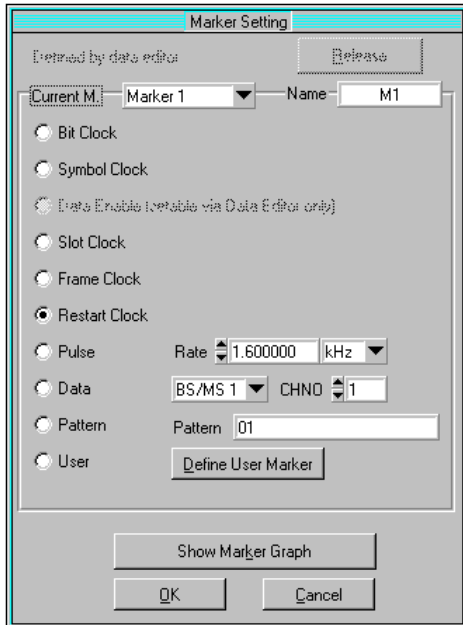 Marker Setting
Defined by data editor Release
Current M. Marker 1 Name M1
Bit Clock
Symbol Clock
Data Enable (setable via Data Editor only)
Slot Clock
Frame Clock
Restart Clock
Pulse Rate 1.600000 kHz
Data BS/MS 1 CHNO 1
Pattern Pattern 01
User Define User Marker
Show Marker Graph
OK Cancel